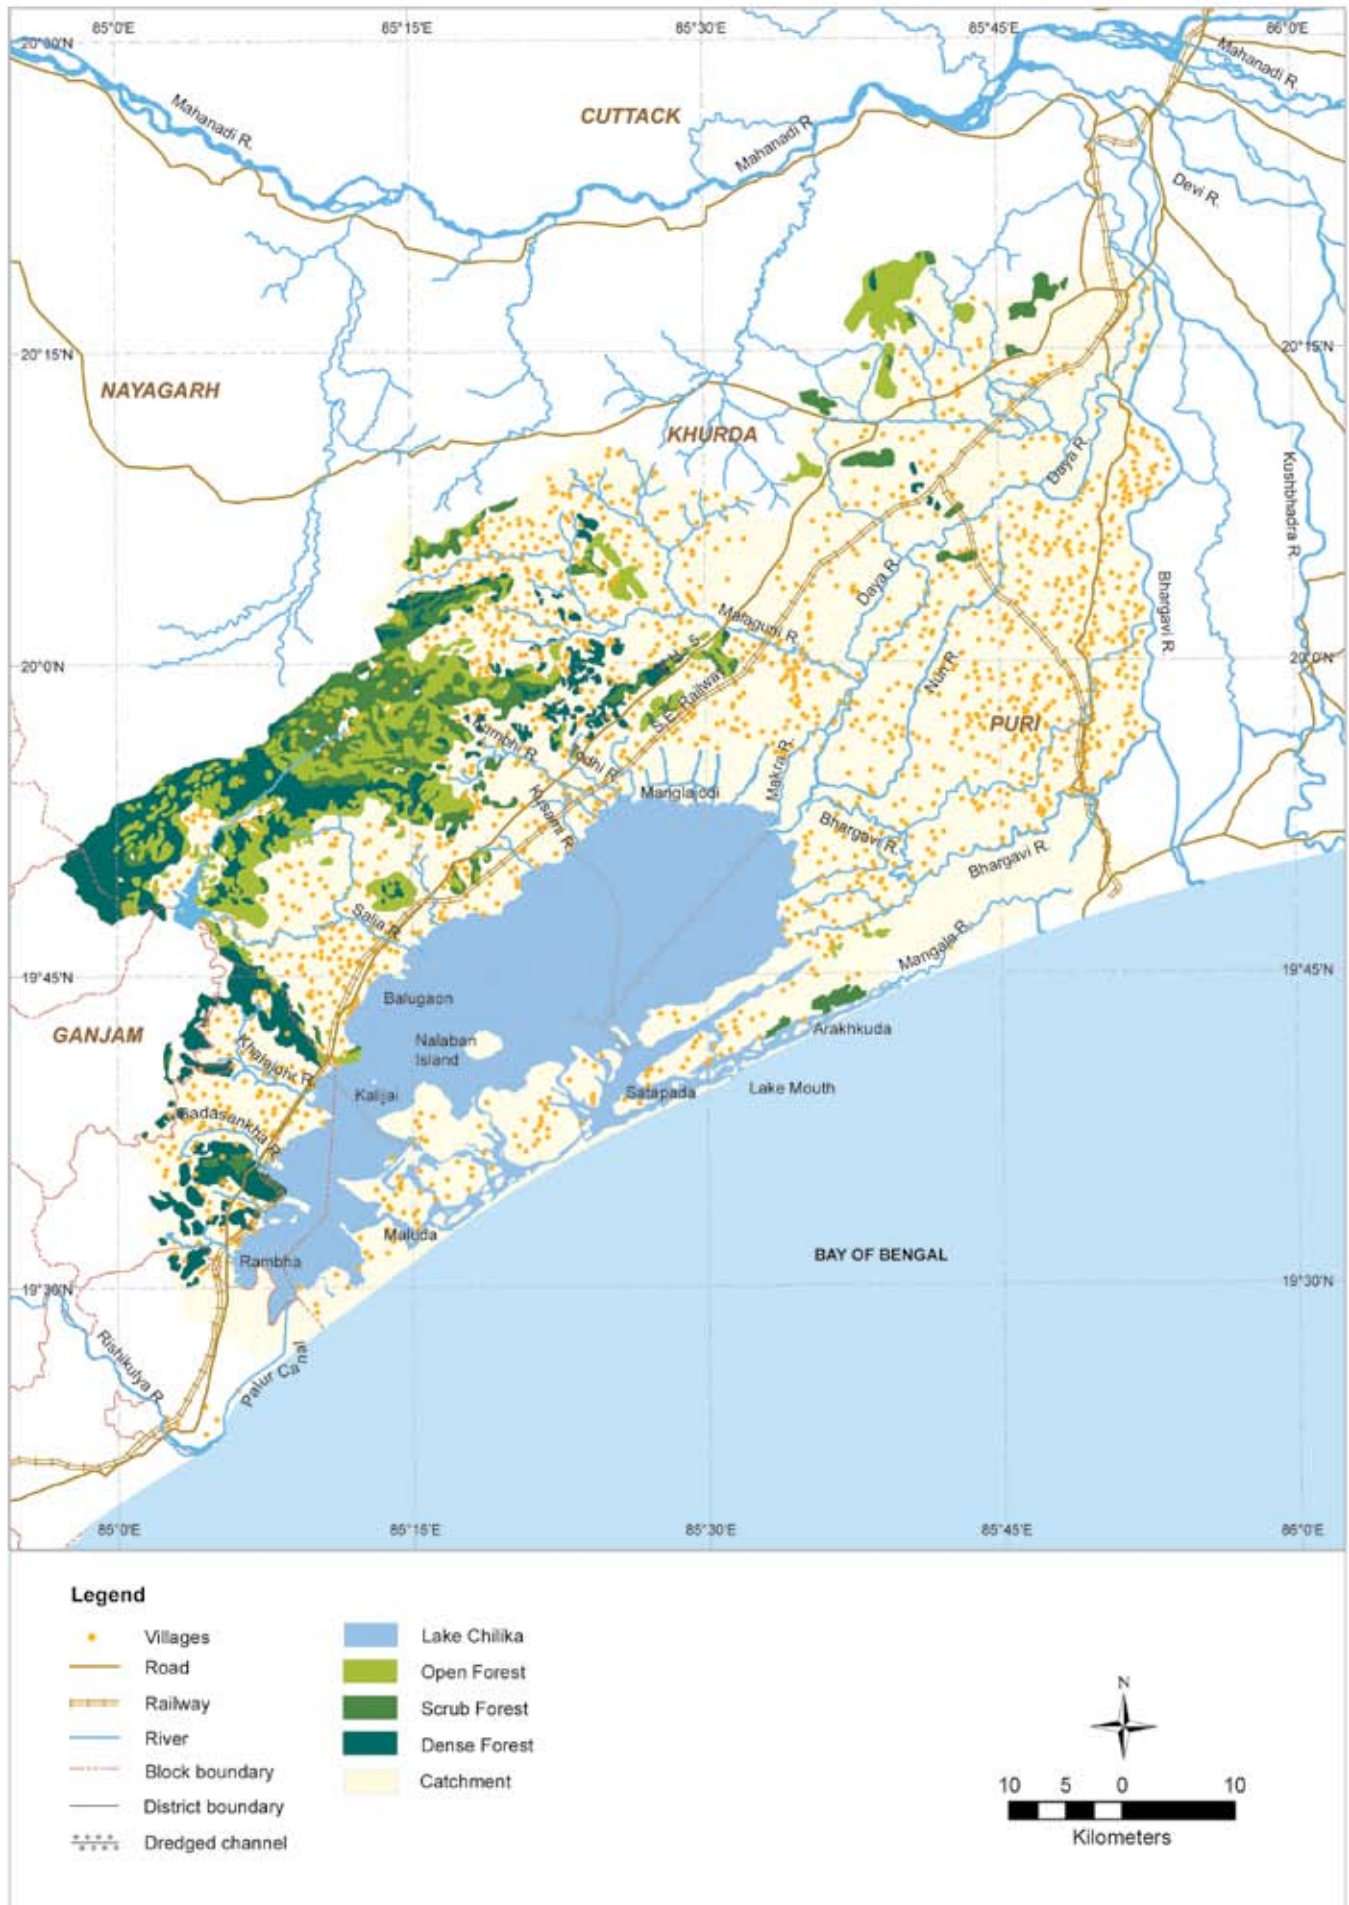 85°0'E 85°15'E 85°30'E 85°45'E 86°0'E
20°30'N
Mahanadi R.
Mahanadi R.
CUTTACK
Mahanadi R.
Devi R.
20°15'N 20°15'N
NAYAGARH
KHURDA
Daya R.
Kushbhadra R.
Daya R.
Bhargavi R.
Malaguni R.
20°0'N 20°0'N
S.E. Railway
Nun R.
PURI
Kusumi R.
Manglajodi
Makra R.
Bhargavi R.
Bhargavi R.
Salia R.
Mangala R.
19°45'N 19°45'N
Balugaon
GANJAM
Nalaban
Island
Arakhkuda
Khalajdhi R.
Kalijai
Satapada
Lake Mouth
Badasankha R.
Maluda
BAY OF BENGAL
Rambha
19°30'N 19°30'N
Rishikulya R.
Palur Canal
85°0'E 85°15'E 85°30'E 85°45'E 86°0'E
Legend
Villages
Road
Railway
River
Block boundary
District boundary
Dredged channel
Lake Chilika
Open Forest
Scrub Forest
Dense Forest
Catchment
N
10 5 0 10
Kilometers